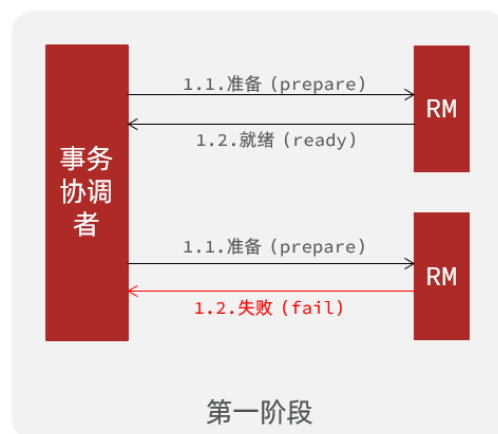 1.1.准备 (prepare)
RM
1.2.就绪 (ready)
事务
协调
者
1.1.准备 (prepare)
RM
1.2.失败 (fail)
第一阶段